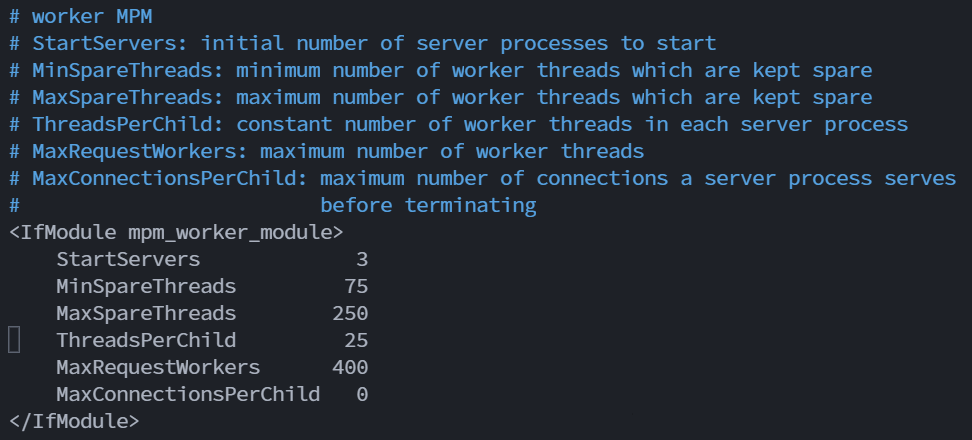 # worker MPM
# StartServers: initial number of server processes to start
# MinSpareThreads: minimum number of worker threads which are kept spare
# MaxSpareThreads: maximum number of worker threads which are kept spare
# ThreadsPerChild: constant number of worker threads in each server process
# MaxRequestWorkers: maximum number of worker threads
# MaxConnectionsPerChild: maximum number of connections a server process serves
#                         before terminating
<IfModule mpm_worker_module>
    StartServers             3
    MinSpareThreads         75
    MaxSpareThreads        250
    ThreadsPerChild         25
    MaxRequestWorkers      400
    MaxConnectionsPerChild   0
</IfModule>